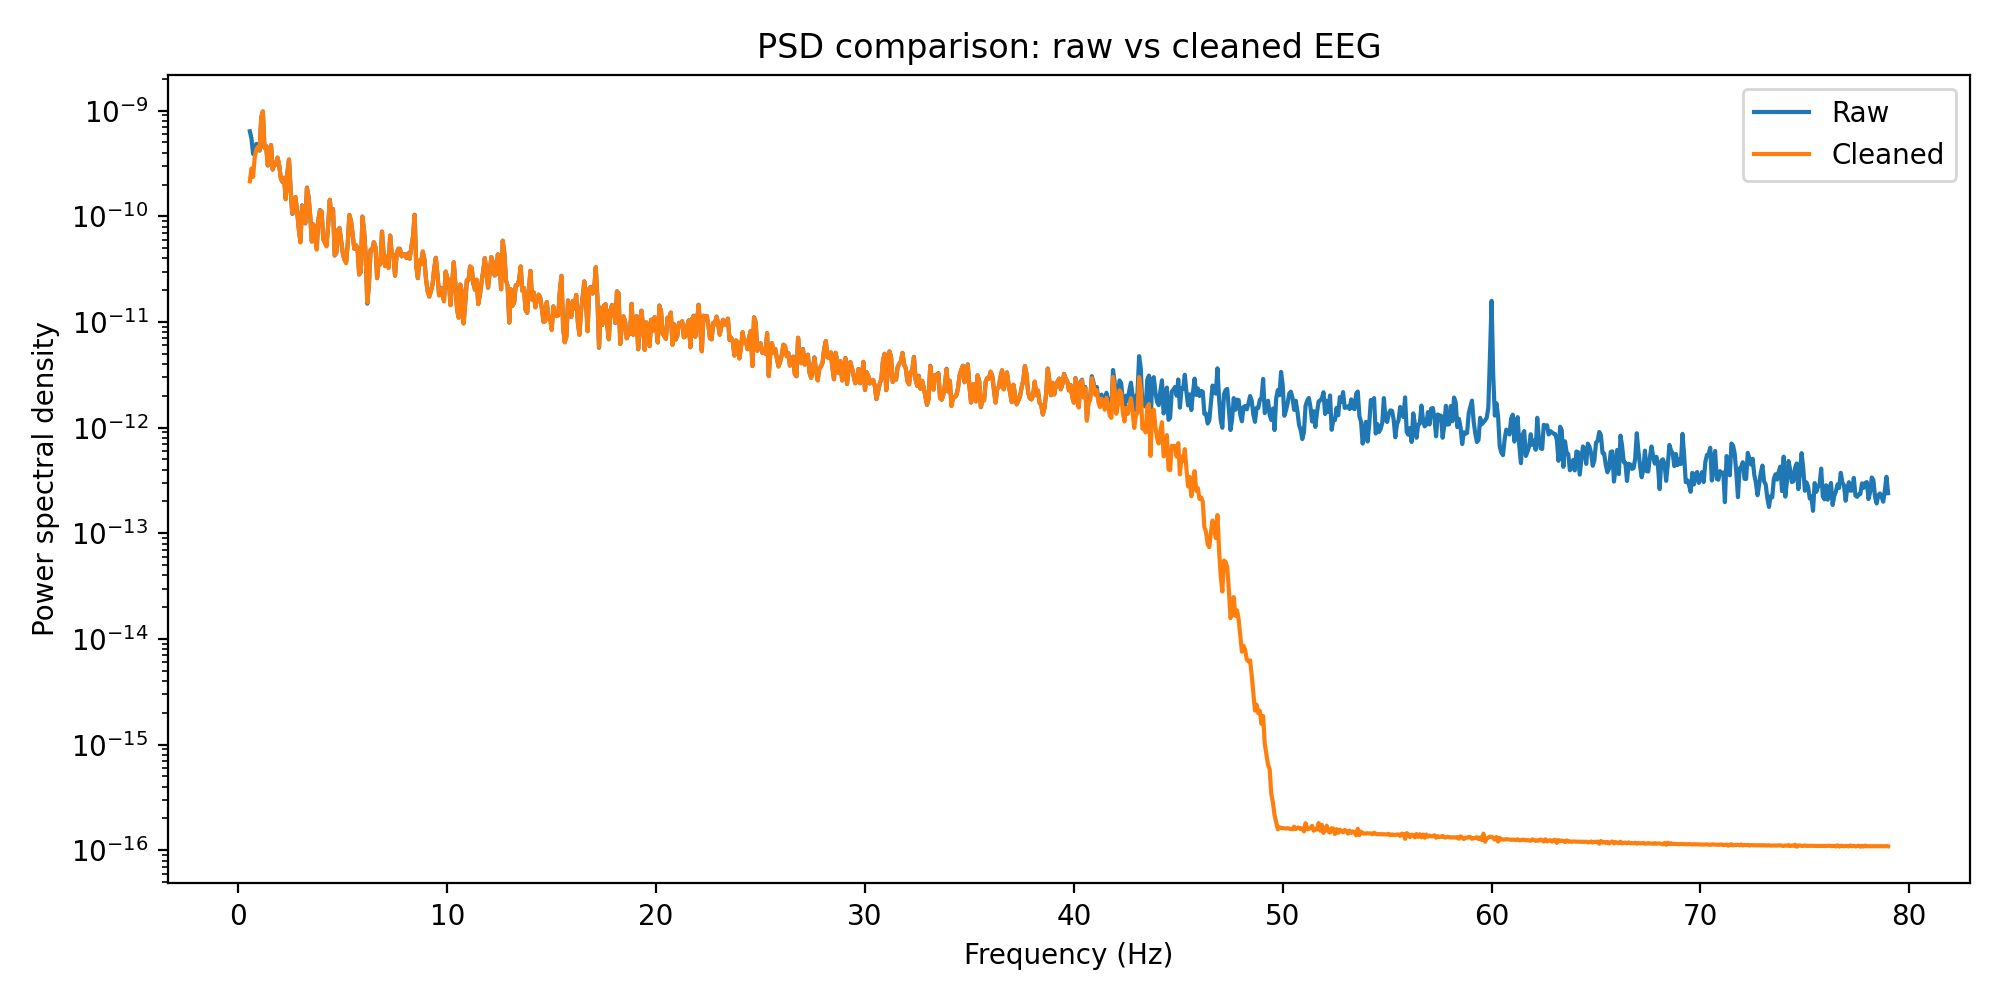 PSD comparison: raw vs cleaned EEG
Raw
Cleaned
Power spectral density
10⁻⁹
10⁻¹⁰
10⁻¹¹
10⁻¹²
10⁻¹³
10⁻¹⁴
10⁻¹⁵
10⁻¹⁶
0 10 20 30 40 50 60 70 80
Frequency (Hz)